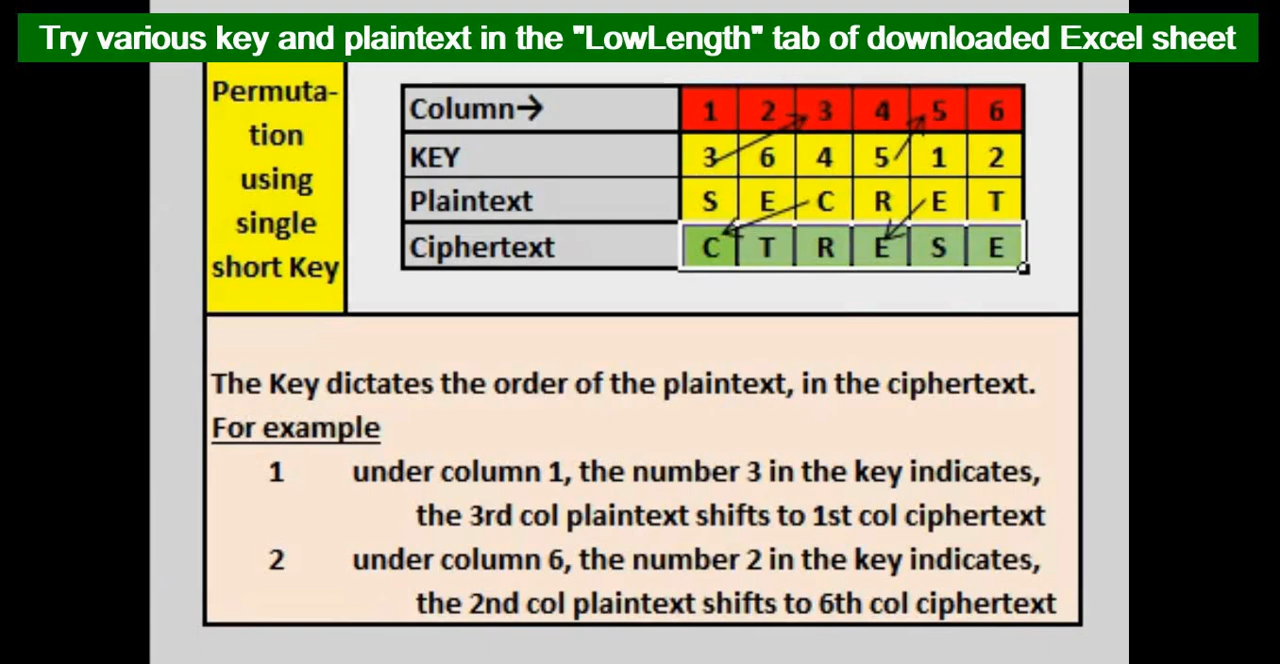 Try various key and plaintext in the "LowLength" tab of downloaded Excel sheet
Permuta-
tion
using
single
short Key
Column→ 1 2 3 4 5 6
KEY 3 6 4 5 1 2
Plaintext S E C R E T
Ciphertext C T R E S E
The Key dictates the order of the plaintext, in the ciphertext.
For example
1 under column 1, the number 3 in the key indicates,
the 3rd col plaintext shifts to 1st col ciphertext
2 under column 6, the number 2 in the key indicates,
the 2nd col plaintext shifts to 6th col ciphertext